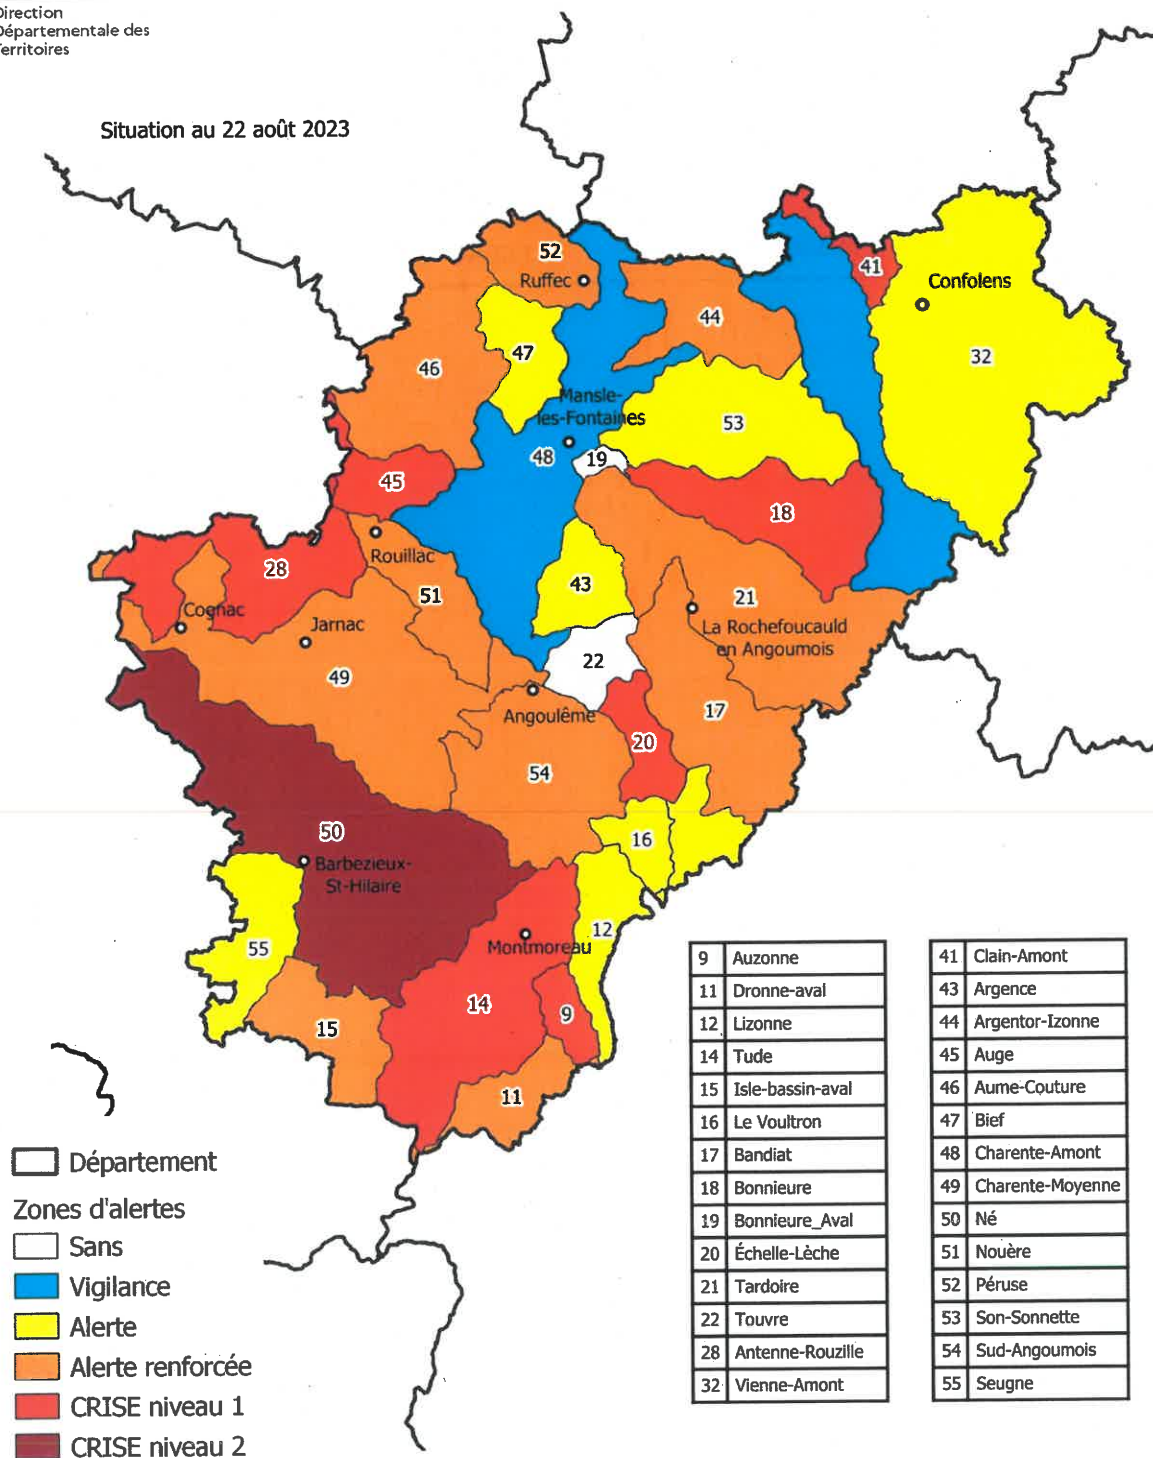 Direction
Départementale des
Territoires
Situation au 22 août 2023
52
Ruffec
41
Confolens
44
47
46
32
Mansle-
les-Fontaines
53
48
19
45
18
Rouillac
28
43
51
21
Cognac
Jarnac
La Rochefoucauld
en Angoumois
22
49
17
Angoulême
20
54
50
16
Barbezieux-
St-Hilaire
12
55
Montmoreau
14
9
15
11
9 Auzonne
11 Dronne-aval
12 Lizonne
14 Tude
15 Isle-bassin-aval
16 Le Voultron
17 Bandiat
18 Bonnieure
19 Bonnieure_Aval
20 Échelle-Lèche
21 Tardoire
22 Touvre
28 Antenne-Rouzille
32 Vienne-Amont
41 Clain-Amont
43 Argence
44 Argentor-Izonne
45 Auge
46 Aume-Couture
47 Bief
48 Charente-Amont
49 Charente-Moyenne
50 Né
51 Nouère
52 Péruse
53 Son-Sonnette
54 Sud-Angoumois
55 Seugne
Département
Zones d'alertes
Sans
Vigilance
Alerte
Alerte renforcée
CRISE niveau 1
CRISE niveau 2